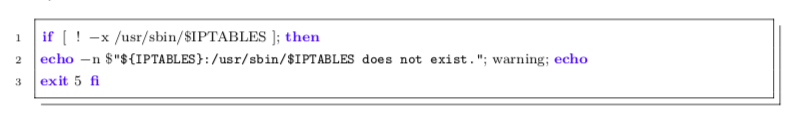 1 if [ ! −x /usr/sbin/$IPTABLES ]; then
2 echo −n $"${IPTABLES}:/usr/sbin/$IPTABLES does not exist."; warning; echo
3 exit 5 fi